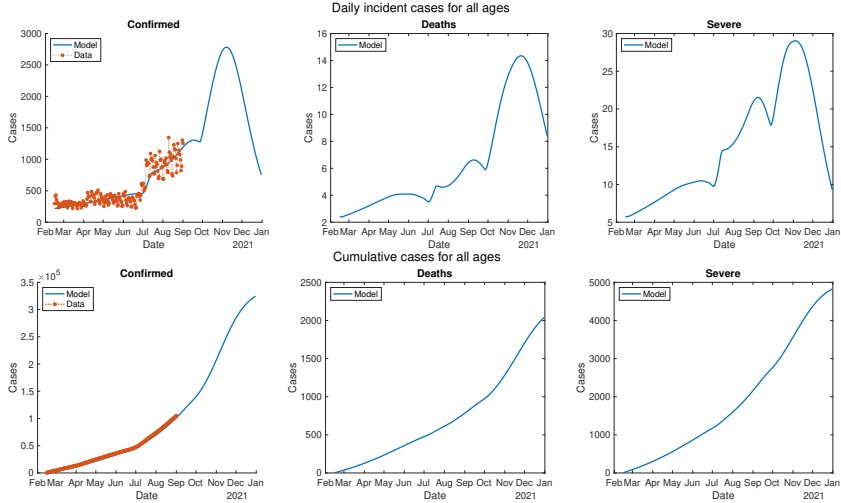 Daily incident cases for all ages
Confirmed
3000
2500
2000
1500
1000
500
0
Cases
Model
Data
Feb Mar Apr May Jun Jul Aug Sep Oct Nov Dec Jan
Date
2021
Deaths
16
14
12
10
8
6
4
2
Cases
Model
Feb Mar Apr May Jun Jul Aug Sep Oct Nov Dec Jan
Date
2021
Severe
30
25
20
15
10
5
Cases
Model
Feb Mar Apr May Jun Jul Aug Sep Oct Nov Dec Jan
Date
2021
Cumulative cases for all ages
Confirmed
×10⁵
3.5
3
2.5
2
1.5
1
0.5
0
Cases
Model
Data
Feb Mar Apr May Jun Jul Aug Sep Oct Nov Dec Jan
Date
2021
Deaths
2500
2000
1500
1000
500
0
Cases
Model
Feb Mar Apr May Jun Jul Aug Sep Oct Nov Dec Jan
Date
2021
Severe
5000
4000
3000
2000
1000
0
Cases
Model
Feb Mar Apr May Jun Jul Aug Sep Oct Nov Dec Jan
Date
2021